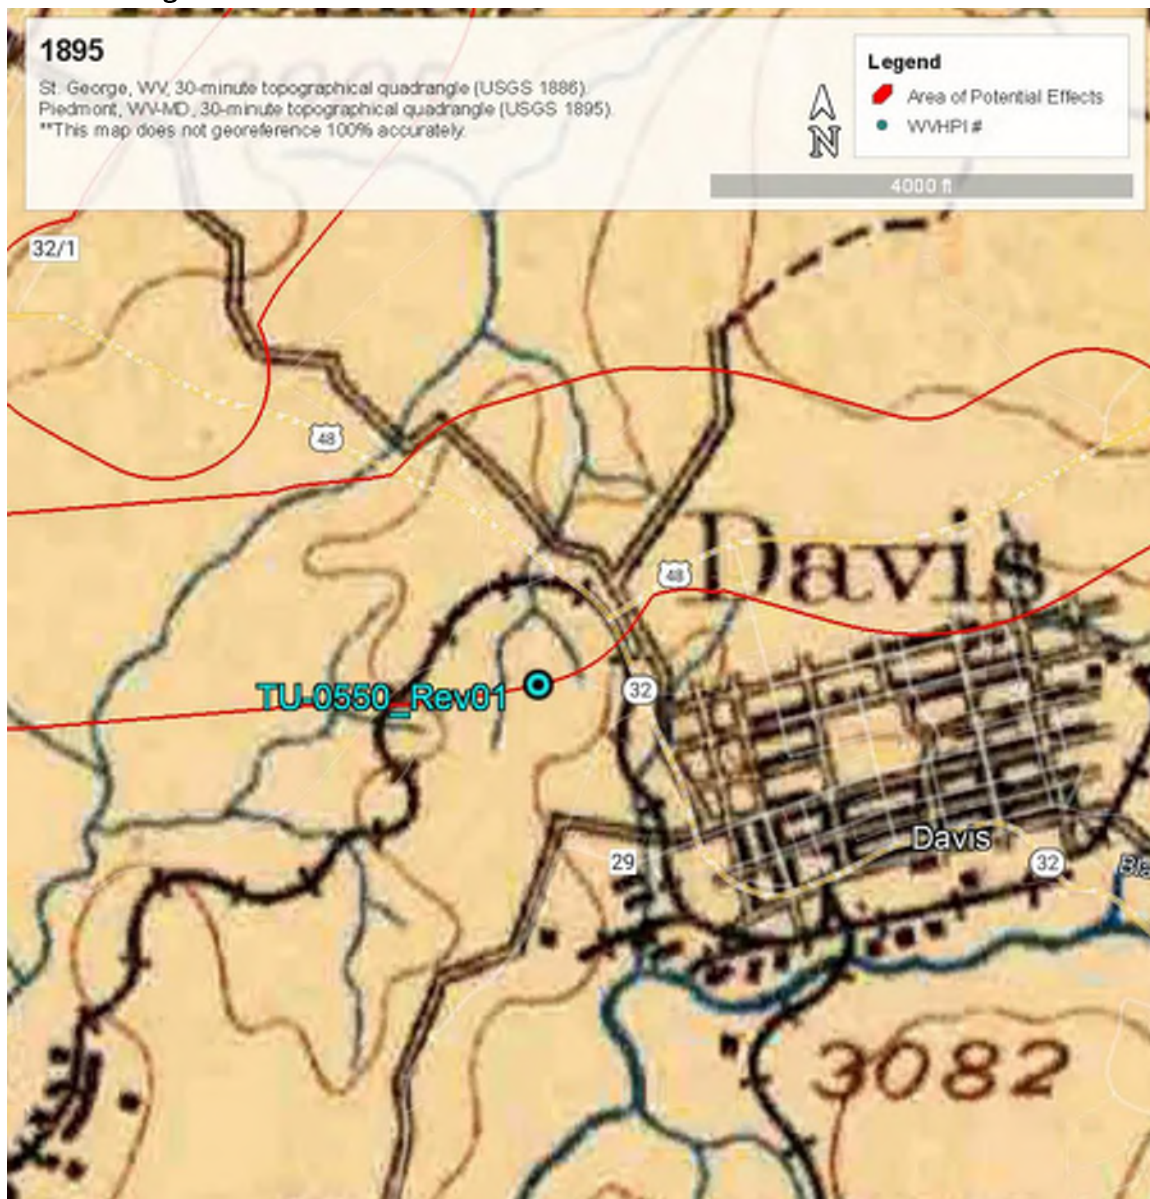 1895
St. George, WV, 30-minute topographical quadrangle (USGS 1886).
Piedmont, WV-MD, 30-minute topographical quadrangle (USGS 1895).
**This map does not georeference 100% accurately.
Legend
Area of Potential Effects
WVHPI #
N
4000 ft
32/1
48
Davis
48
TU-0550_Rev01
32
Davis
29
32
Bla
3082